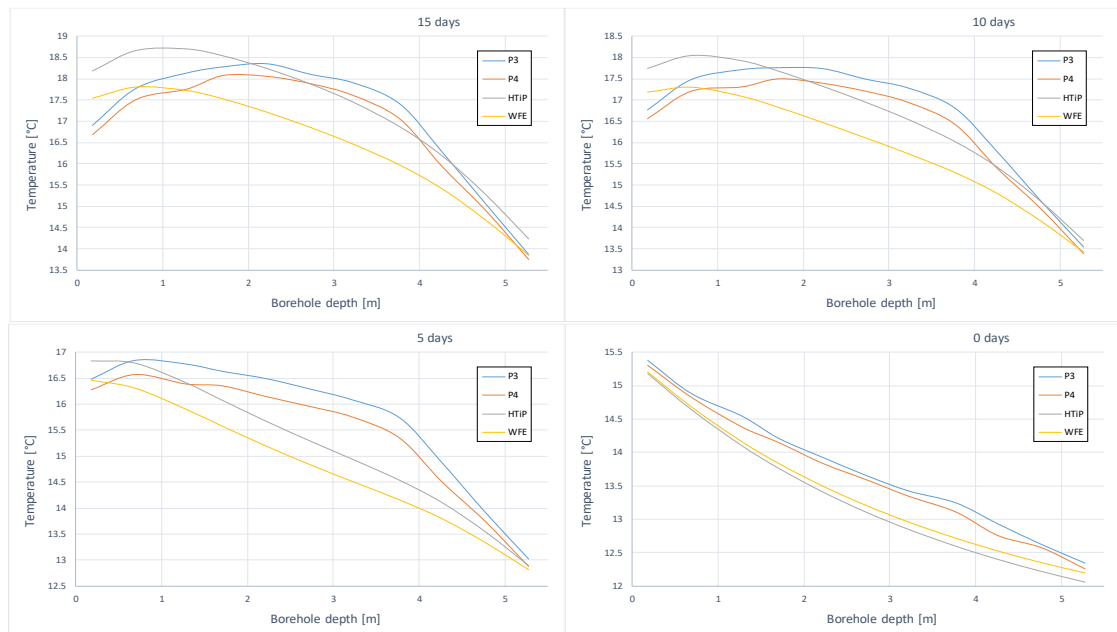 15 days
19
18.5
18
17.5
17
16.5
16
15.5
15
14.5
14
13.5
0 1 2 3 4 5
Temperature [°C]
Borehole depth [m]
P3
P4
HTiP
WFE
10 days
18.5
18
17.5
17
16.5
16
15.5
15
14.5
14
13.5
13
0 1 2 3 4 5
Temperature [°C]
Borehole depth [m]
P3
P4
HTiP
WFE
5 days
17
16.5
16
15.5
15
14.5
14
13.5
13
12.5
0 1 2 3 4 5
Temperature [°C]
Borehole depth [m]
P3
P4
HTiP
WFE
0 days
15.5
15
14.5
14
13.5
13
12.5
12
0 1 2 3 4 5
Temperature [°C]
Borehole depth [m]
P3
P4
HTiP
WFE